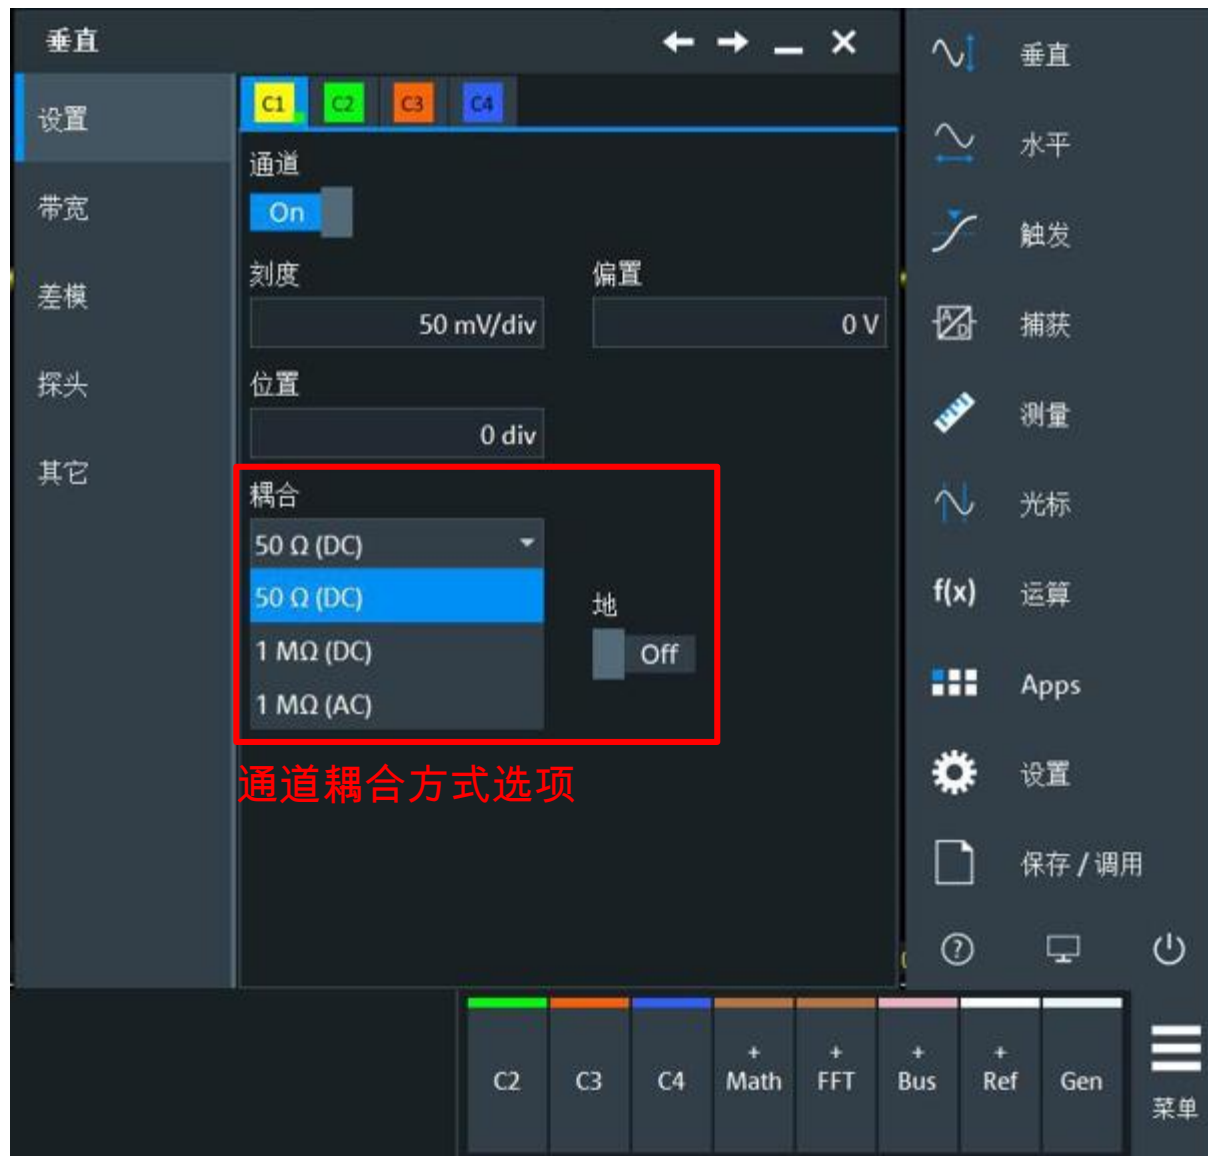 垂直
设置
带宽
差模
探头
其它
C1 C2 C3 C4
通道
On
刻度
50 mV/div
偏置
0 V
位置
0 div
耦合
50 Ω (DC)
50 Ω (DC)
1 MΩ (DC)
1 MΩ (AC)
地
Off
通道耦合方式选项
垂直
水平
触发
捕获
测量
光标
f(x) 运算
Apps
设置
保存 / 调用
C2
C3
C4
+
Math
+
FFT
+
Bus
+
Ref
Gen
菜单